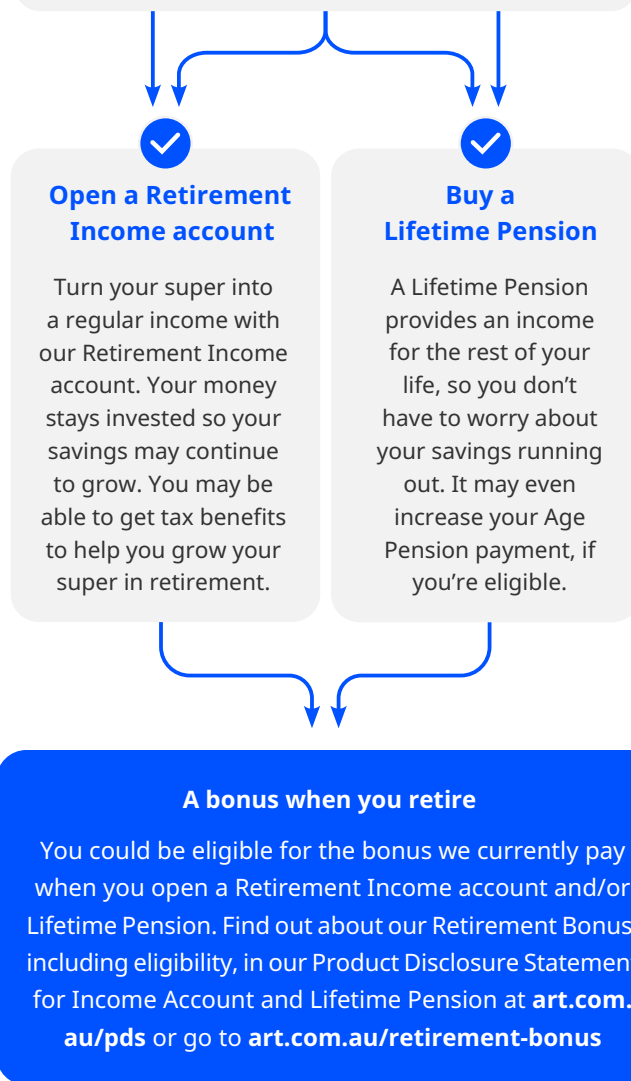 Open a Retirement
Income account
Turn your super into
a regular income with
our Retirement Income
account. Your money
stays invested so your
savings may continue
to grow. You may be
able to get tax benefits
to help you grow your
super in retirement.
Buy a
Lifetime Pension
A Lifetime Pension
provides an income
for the rest of your
life, so you don’t
have to worry about
your savings running
out. It may even
increase your Age
Pension payment, if
you’re eligible.
A bonus when you retire
You could be eligible for the bonus we currently pay
when you open a Retirement Income account and/or
Lifetime Pension. Find out about our Retirement Bonus
including eligibility, in our Product Disclosure Statement
for Income Account and Lifetime Pension at art.com.
au/pds or go to art.com.au/retirement-bonus